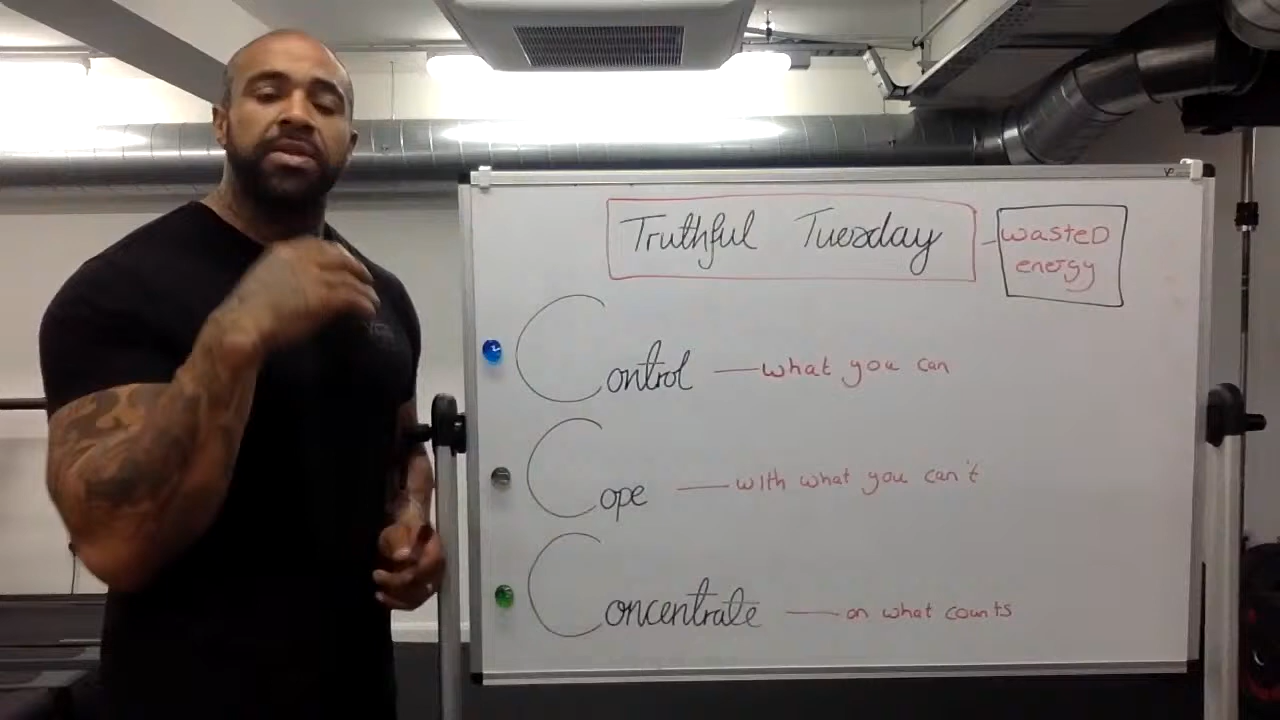 Truthful Tuesday
wasteD
energy
Control — what you can
Cope — with what you can't
Concentrate — on what counts